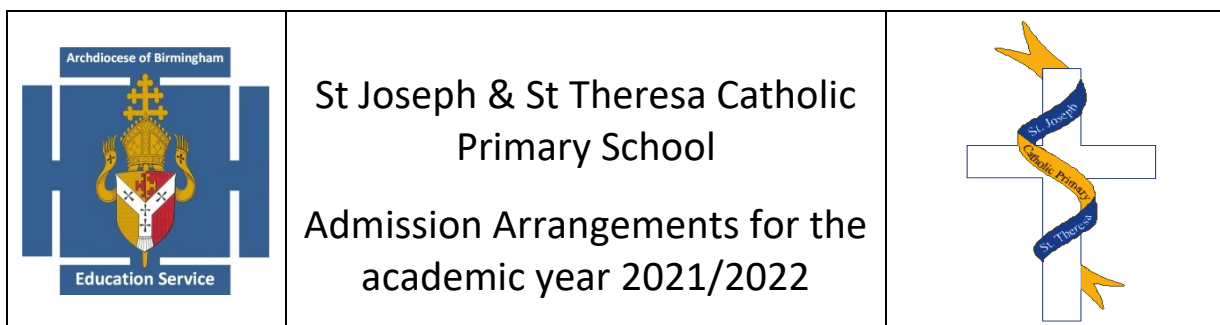 Archdiocese of Birmingham
Education Service
St Joseph & St Theresa Catholic
Primary School
Admission Arrangements for the
academic year 2021/2022
St. Joseph
Catholic Primary
St. Theresa